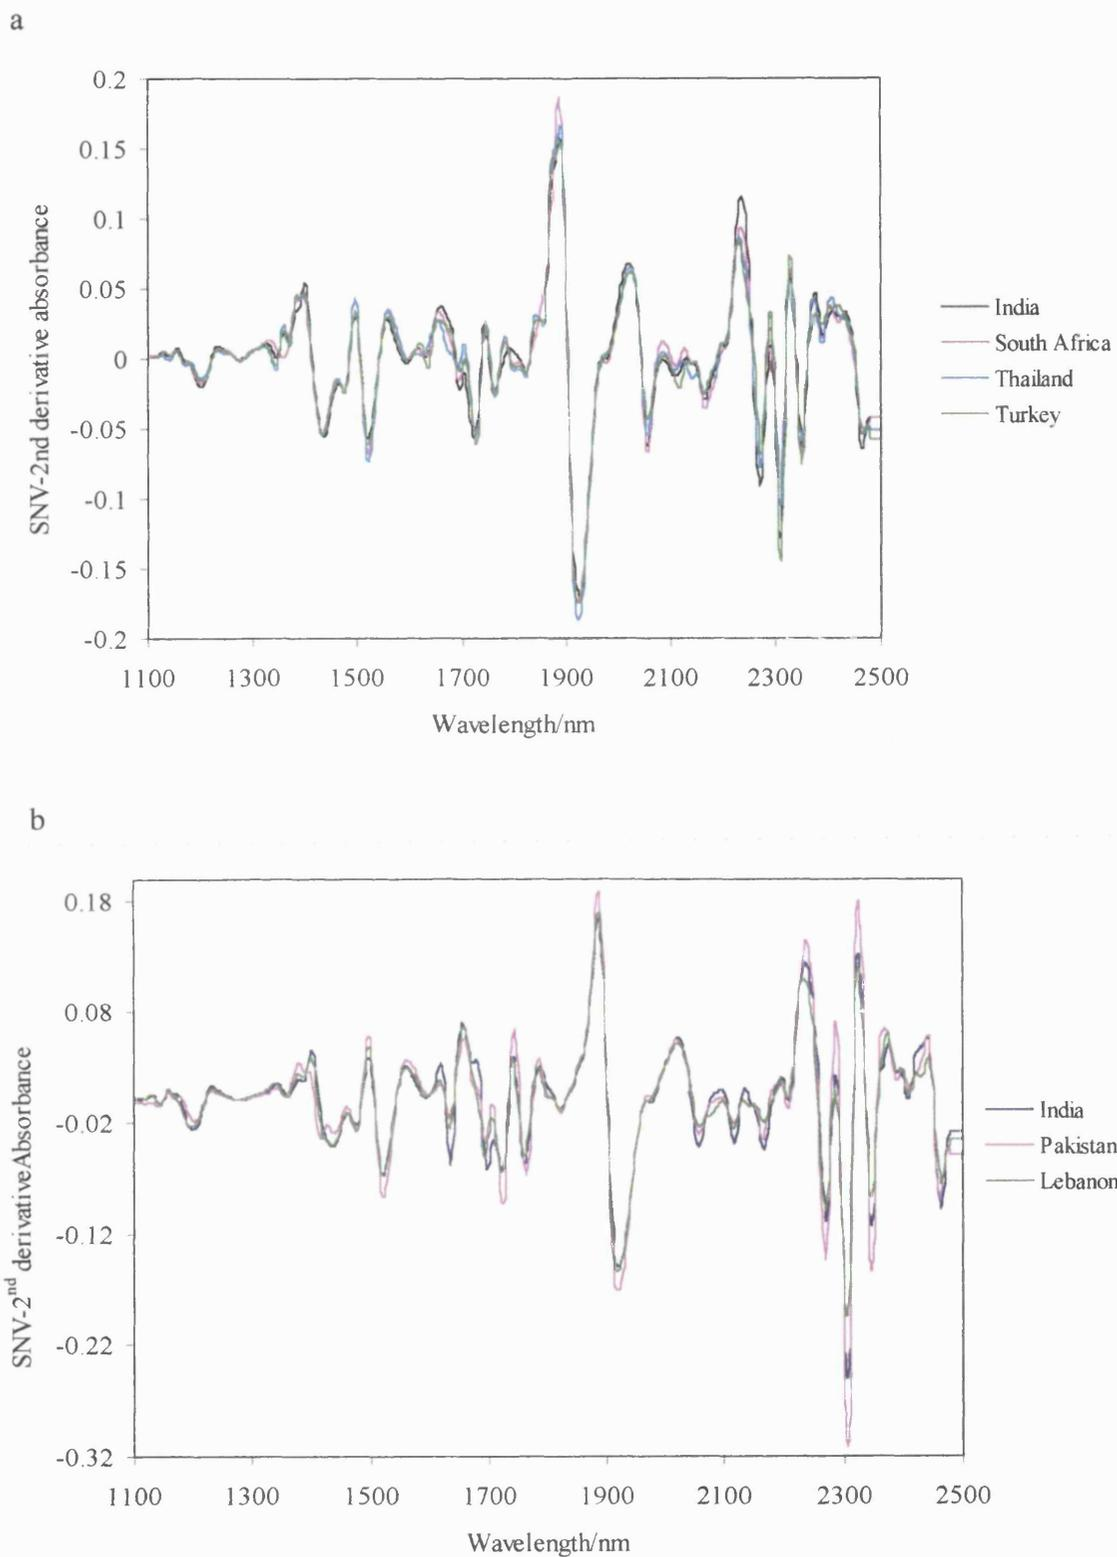 a
0.2
0.15
0.1
0.05
0
-0.05
-0.1
-0.15
-0.2
SNV-2nd derivative absorbance
1100 1300 1500 1700 1900 2100 2300 2500
Wavelength/nm
India
South Africa
Thailand
Turkey
b
0.18
0.08
-0.02
-0.12
-0.22
-0.32
SNV-2nd derivativeAbsorbance
1100 1300 1500 1700 1900 2100 2300 2500
Wavelength/nm
India
Pakistan
Lebanon